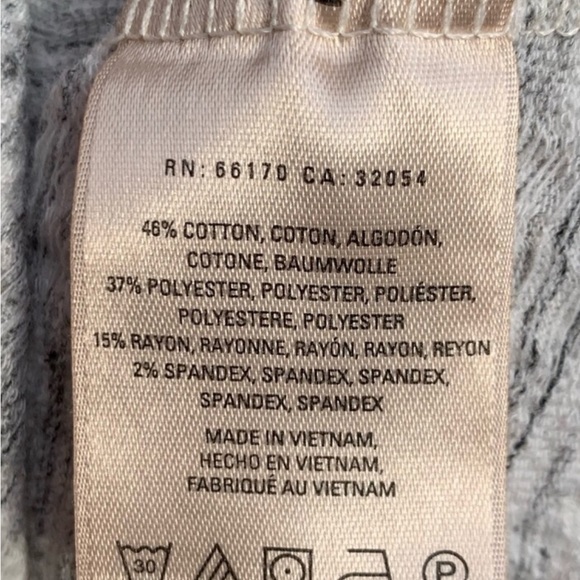 RN: 66170 CA: 32054
46% COTTON, COTON, ALGODÓN,
COTONE, BAUMWOLLE
37% POLYESTER, POLYESTER, POLIÉSTER,
POLYESTERE, POLYESTER
15% RAYON, RAYONNE, RAYÓN, RAYON, REYON
2% SPANDEX, SPANDEX, SPANDEX,
SPANDEX, SPANDEX
MADE IN VIETNAM,
HECHO EN VIETNAM,
FABRIQUÉ AU VIETNAM
30 P